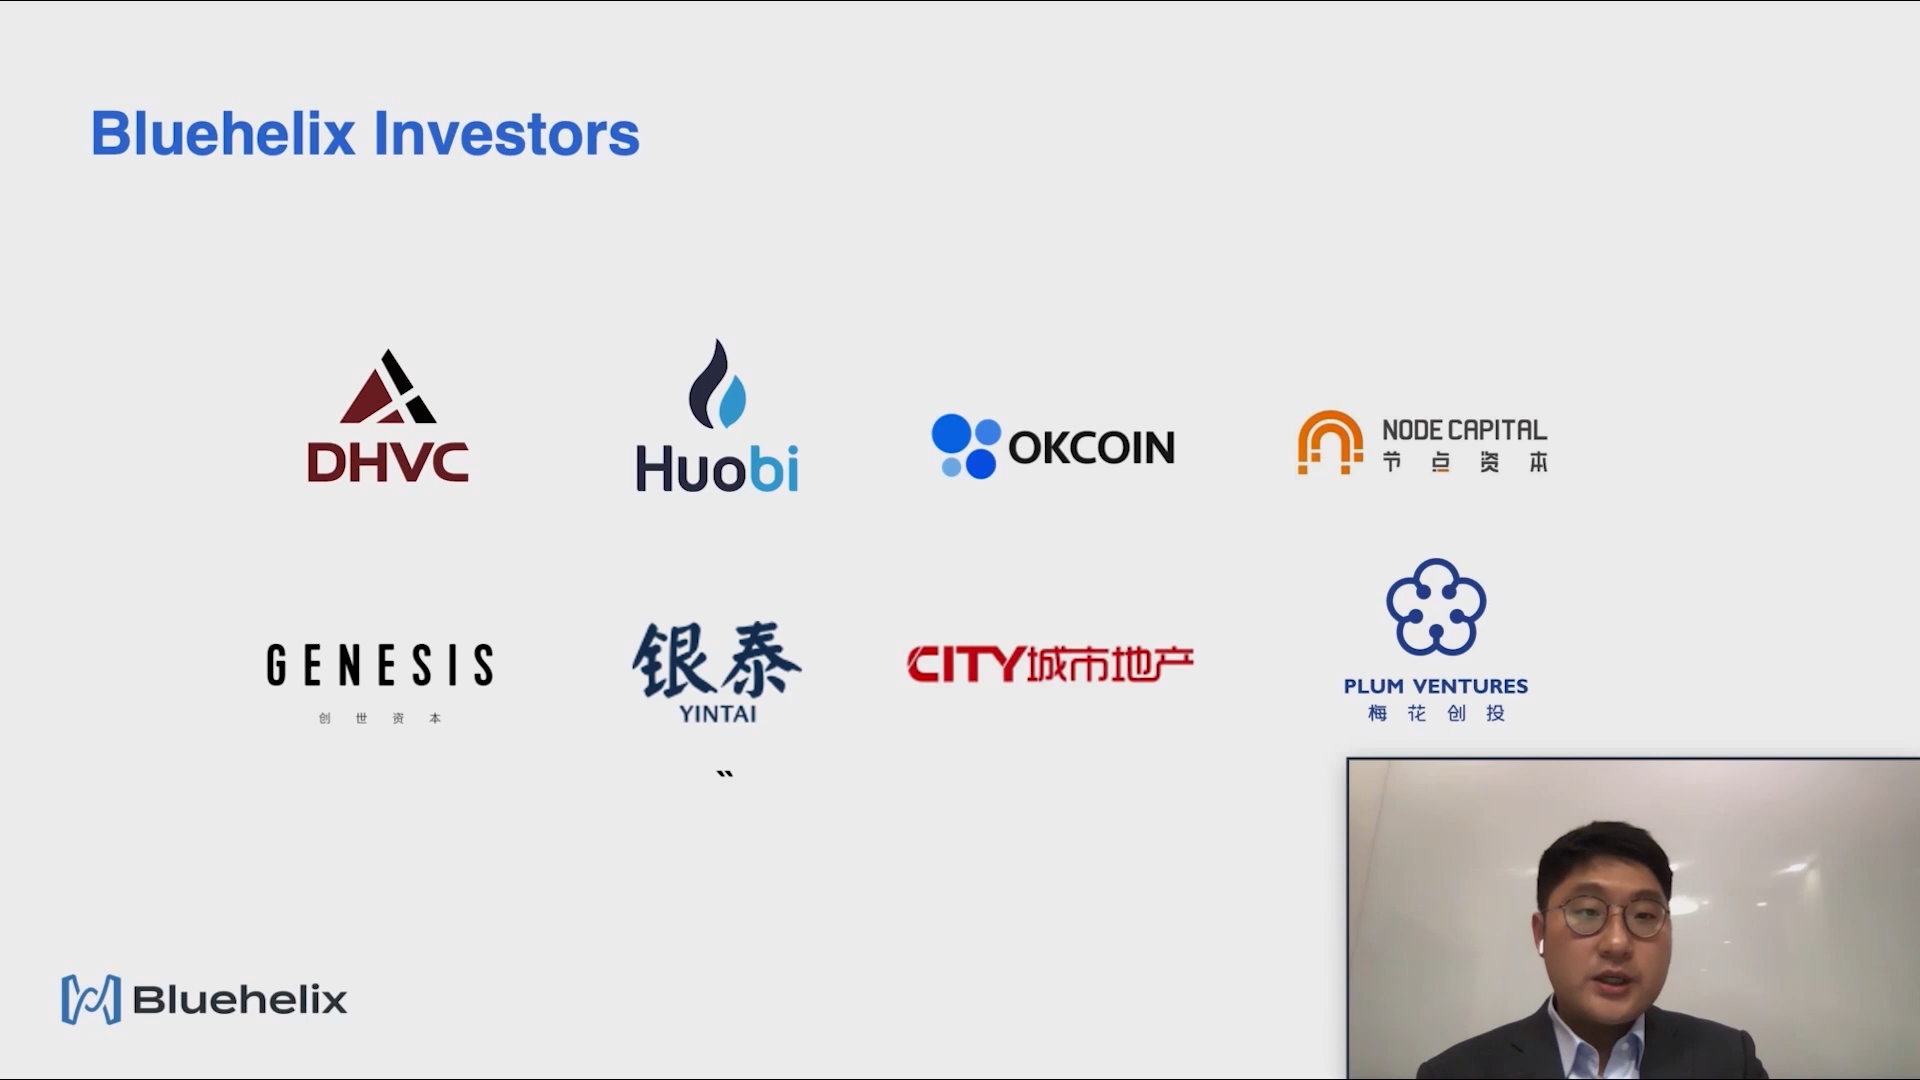 Bluehelix Investors
DHVC
Huobi
OKCOIN
NODE CAPITAL
节点资本
GENESIS
创世资本
银泰
YINTAI
CITY城市地产
PLUM VENTURES
梅花创投
``
Bluehelix